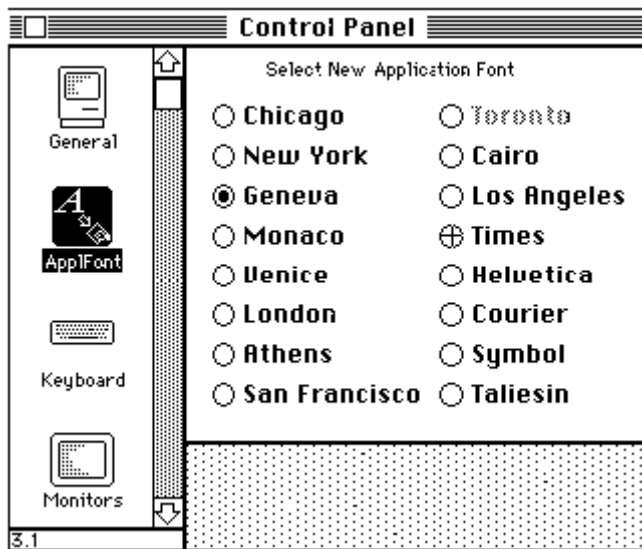 Control Panel
General
ApplFont
Keyboard
Monitors
3.1
Select New Application Font
Chicago
Toronto
New York
Cairo
Geneva
Los Angeles
Monaco
Times
Venice
Helvetica
London
Courier
Athens
Symbol
San Francisco
Taliesin